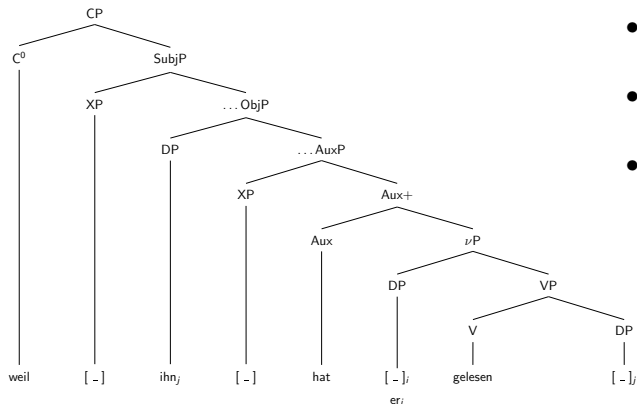 CP
C⁰ SubjP
XP ...ObjP
DP ...AuxP
XP Aux+
Aux νP
DP VP
V DP
weil [ _ ] ihnⱼ [ _ ] hat [ _ ]ᵢ gelesen [ _ ]ⱼ
erᵢ